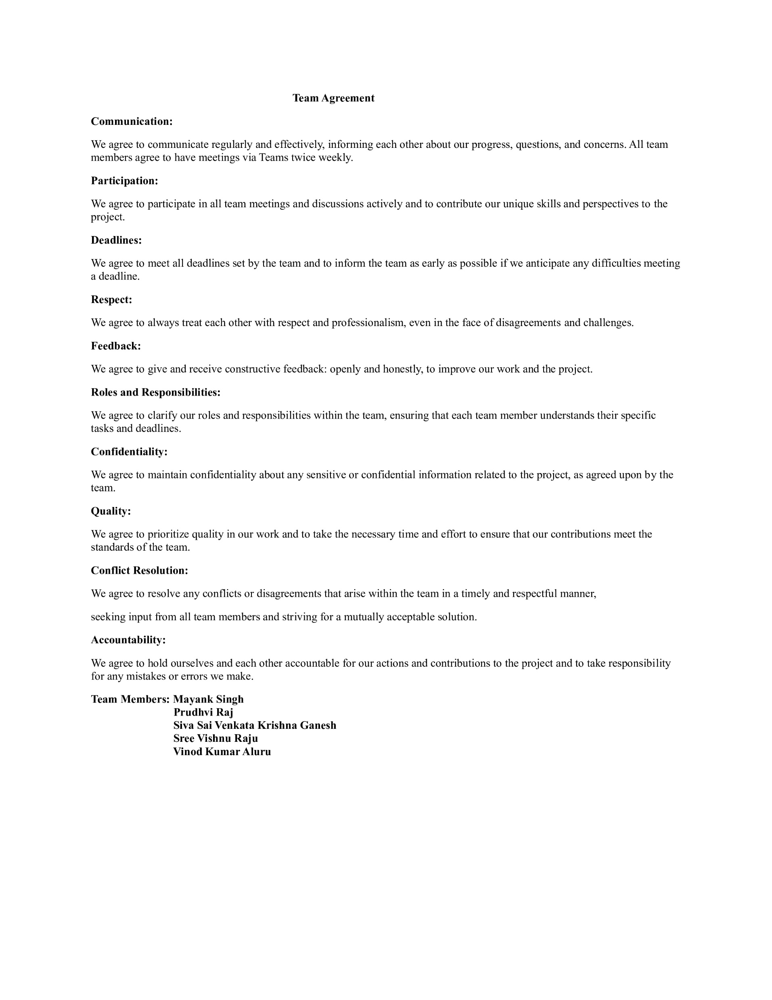 Team Agreement
Communication:
We agree to communicate regularly and effectively, informing each other about our progress, questions, and concerns. All team
members agree to have meetings via Teams twice weekly.
Participation:
We agree to participate in all team meetings and discussions actively and to contribute our unique skills and perspectives to the
project.
Deadlines:
We agree to meet all deadlines set by the team and to inform the team as early as possible if we anticipate any difficulties meeting
a deadline.
Respect:
We agree to always treat each other with respect and professionalism, even in the face of disagreements and challenges.
Feedback:
We agree to give and receive constructive feedback: openly and honestly, to improve our work and the project.
Roles and Responsibilities:
We agree to clarify our roles and responsibilities within the team, ensuring that each team member understands their specific
tasks and deadlines.
Confidentiality:
We agree to maintain confidentiality about any sensitive or confidential information related to the project, as agreed upon by the
team.
Quality:
We agree to prioritize quality in our work and to take the necessary time and effort to ensure that our contributions meet the
standards of the team.
Conflict Resolution:
We agree to resolve any conflicts or disagreements that arise within the team in a timely and respectful manner,
seeking input from all team members and striving for a mutually acceptable solution.
Accountability:
We agree to hold ourselves and each other accountable for our actions and contributions to the project and to take responsibility
for any mistakes or errors we make.
Team Members: Mayank Singh
Prudhvi Raj
Siva Sai Venkata Krishna Ganesh
Sree Vishnu Raju
Vinod Kumar Aluru